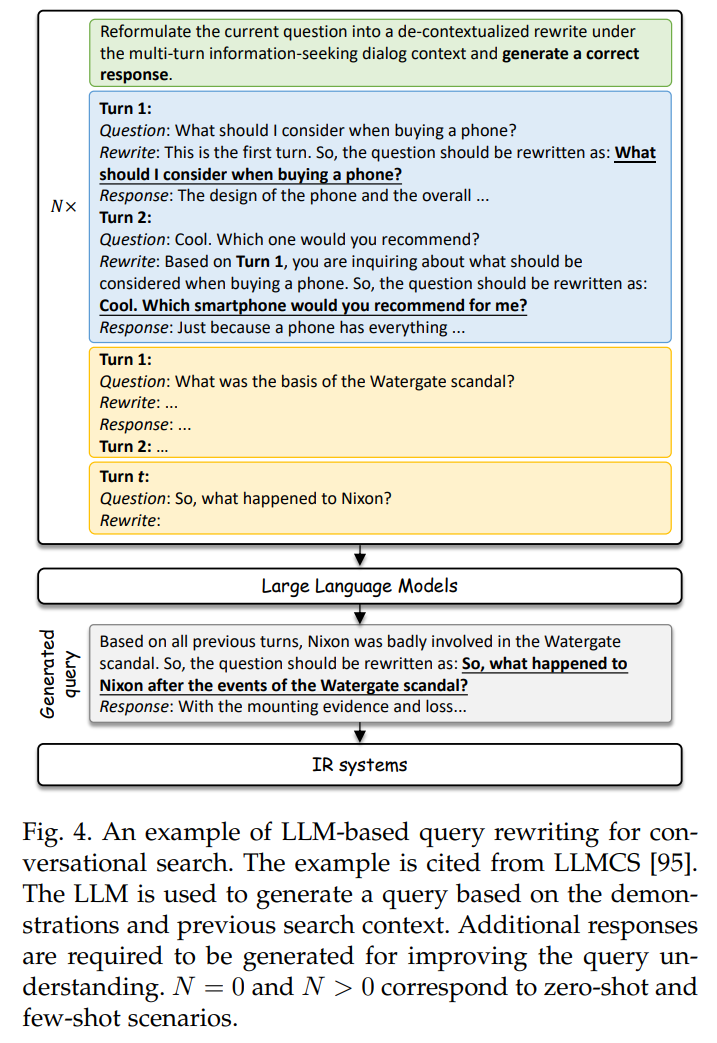 Reformulate the current question into a de-contextualized rewrite under
the multi-turn information-seeking dialog context and generate a correct
response.
N×
Turn 1:
Question: What should I consider when buying a phone?
Rewrite: This is the first turn. So, the question should be rewritten as: What
should I consider when buying a phone?
Response: The design of the phone and the overall ...
Turn 2:
Question: Cool. Which one would you recommend?
Rewrite: Based on Turn 1, you are inquiring about what should be
considered when buying a phone. So, the question should be rewritten as:
Cool. Which smartphone would you recommend for me?
Response: Just because a phone has everything ...
Turn 1:
Question: What was the basis of the Watergate scandal?
Rewrite: ...
Response: ...
Turn 2: ...
Turn t:
Question: So, what happened to Nixon?
Rewrite:
Large Language Models
Generated
query
Based on all previous turns, Nixon was badly involved in the Watergate
scandal. So, the question should be rewritten as: So, what happened to
Nixon after the events of the Watergate scandal?
Response: With the mounting evidence and loss...
IR systems
Fig. 4. An example of LLM-based query rewriting for con-
versational search. The example is cited from LLMCS [95].
The LLM is used to generate a query based on the demon-
strations and previous search context. Additional responses
are required to be generated for improving the query un-
derstanding. N = 0 and N > 0 correspond to zero-shot and
few-shot scenarios.